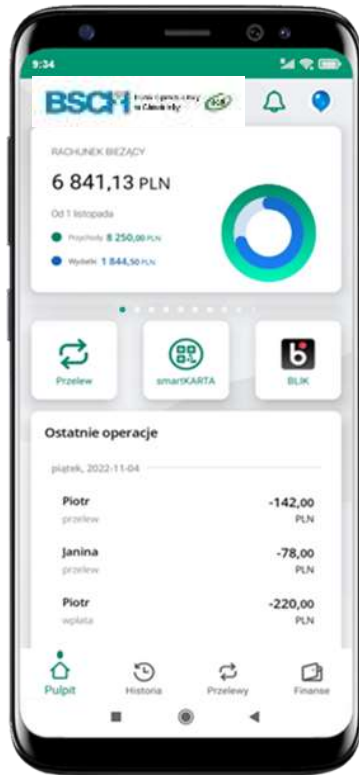 9:34
BSCH
RACHUNEK BIEŻĄCY
6 841,13 PLN
Od 1 listopada
Przychody 8 250,00 PLN
Wydatki 1 844,50 PLN
Przelew
smartKARTA
BLIK
Ostatnie operacje
piątek, 2022-11-04
Piotr -142,00
przelew PLN
Janina -78,00
przelew PLN
Piotr -220,00
wpłata PLN
Pulpit Historia Przelewy Finanse